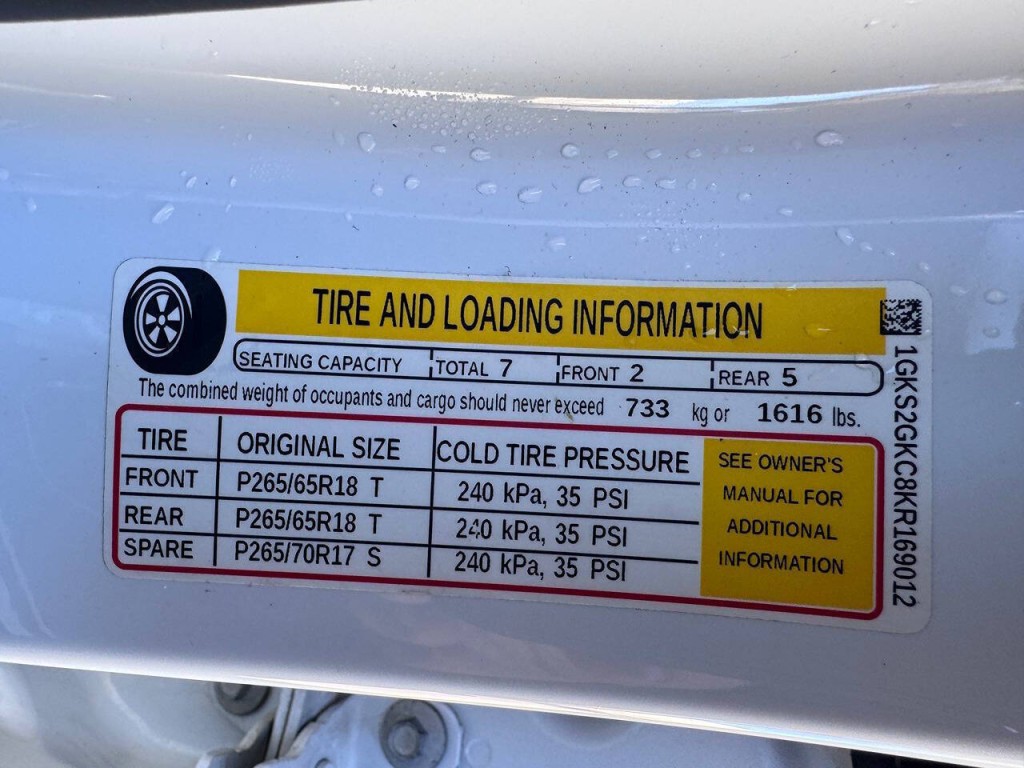 TIRE AND LOADING INFORMATION
SEATING CAPACITY TOTAL 7 FRONT 2 REAR 5
The combined weight of occupants and cargo should never exceed 733 kg or 1616 lbs.
TIRE ORIGINAL SIZE COLD TIRE PRESSURE
FRONT P265/65R18 T 240 kPa, 35 PSI
REAR P265/65R18 T 240 kPa, 35 PSI
SPARE P265/70R17 S 240 kPa, 35 PSI
SEE OWNER'S
MANUAL FOR
ADDITIONAL
INFORMATION
1GKS2GKC8KR169012